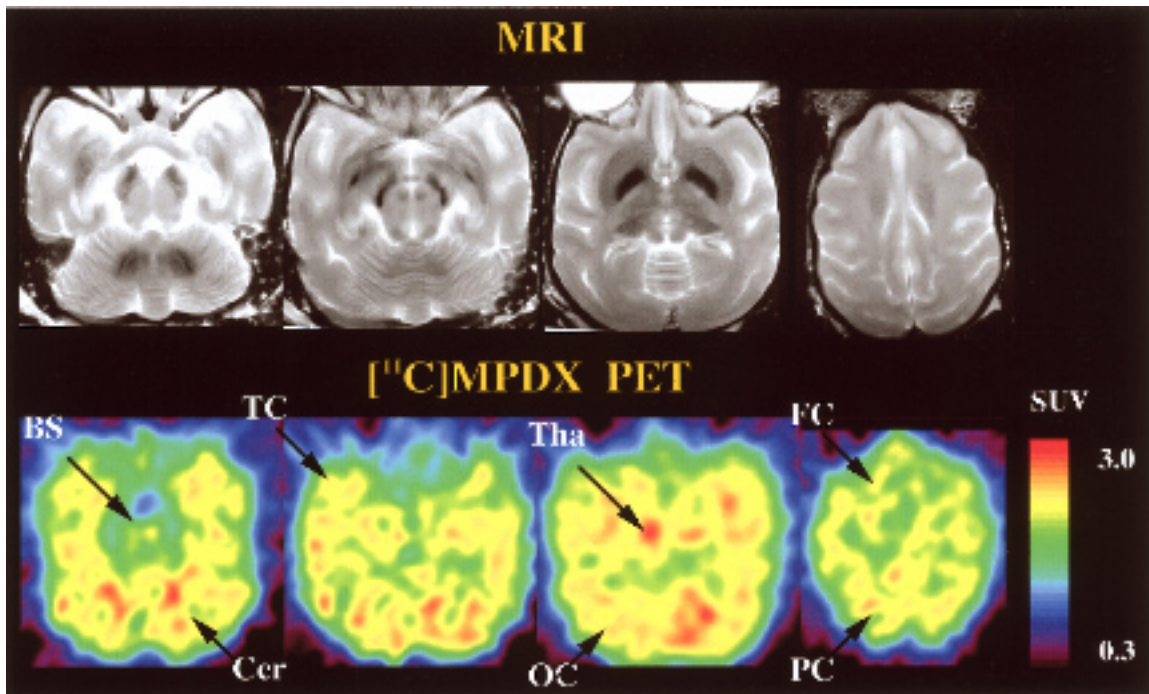 MRI
[¹¹C]MPDX PET
BS
TC
Tha
FC
SUV
3.0
Cer
OC
PC
0.3